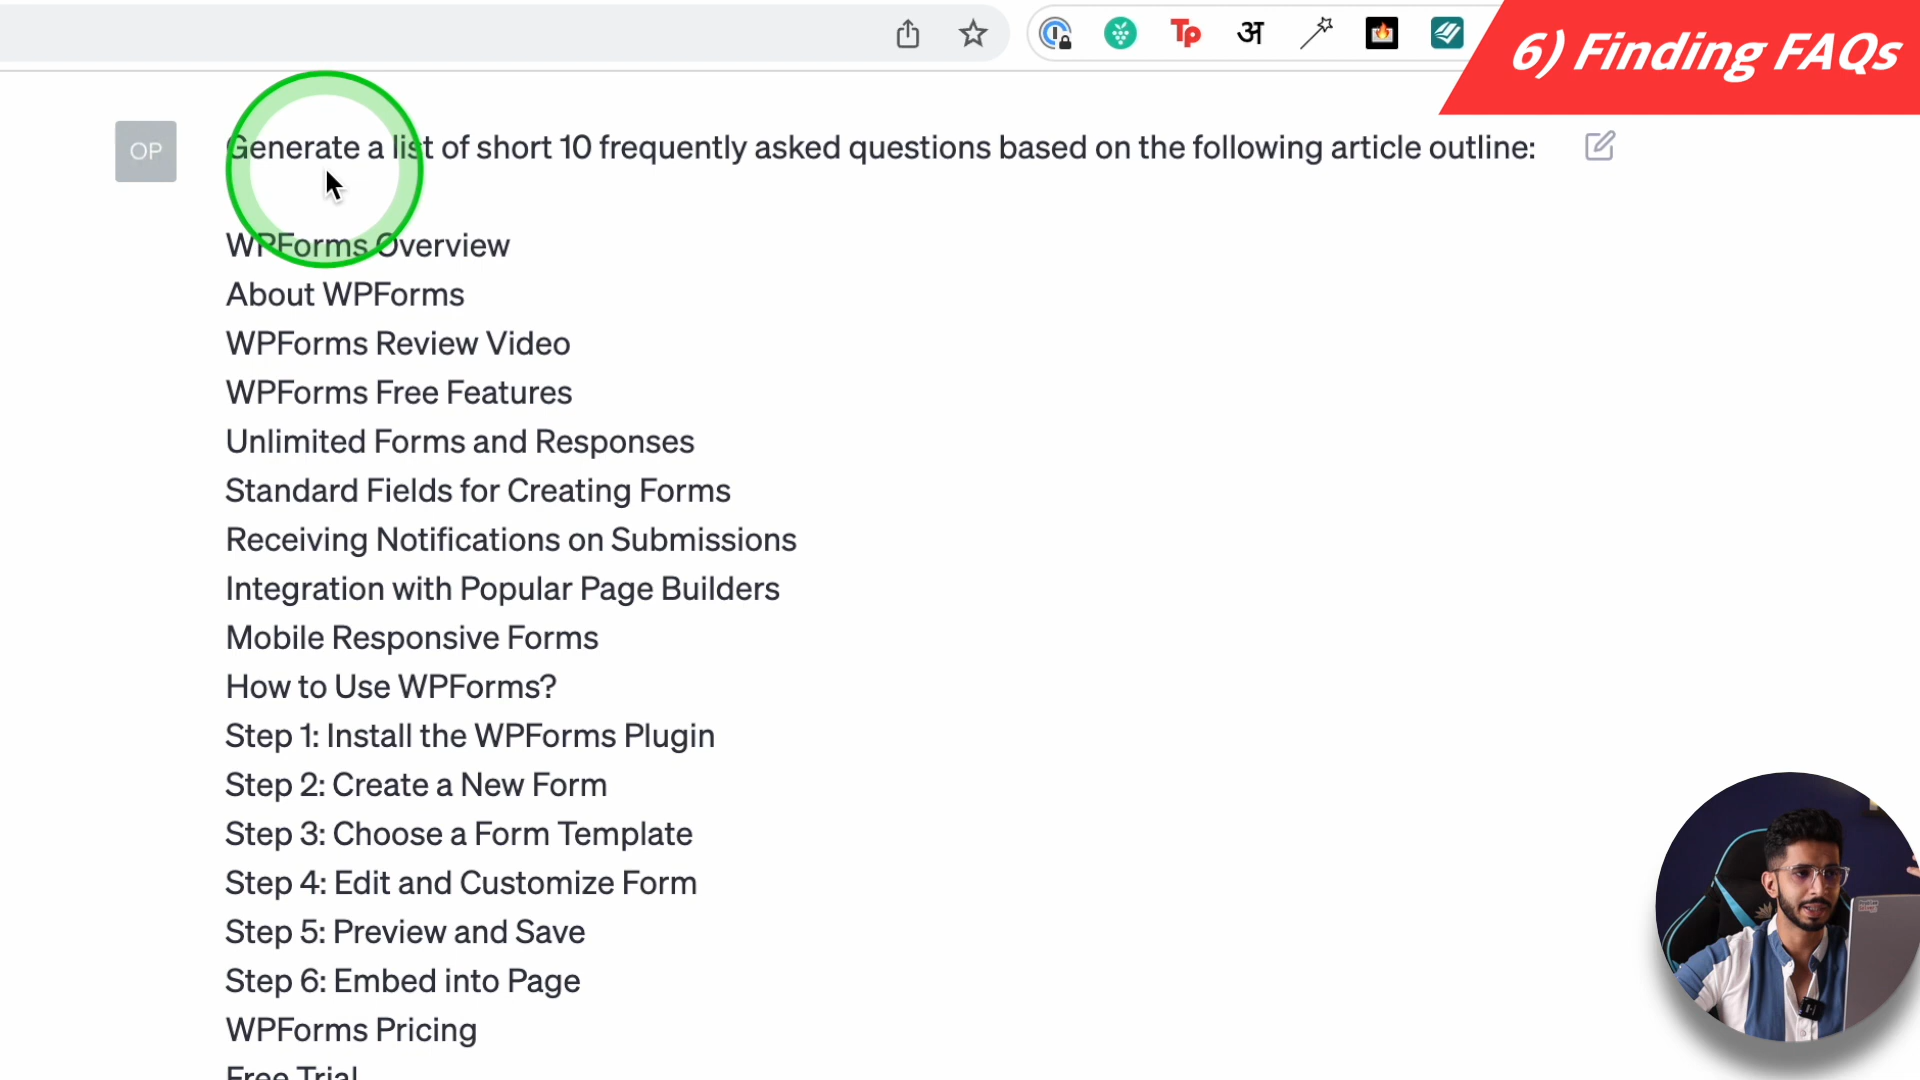 6) Finding FAQs
Tp
अ
OP
Generate a list of short 10 frequently asked questions based on the following article outline:
WPForms Overview
About WPForms
WPForms Review Video
WPForms Free Features
Unlimited Forms and Responses
Standard Fields for Creating Forms
Receiving Notifications on Submissions
Integration with Popular Page Builders
Mobile Responsive Forms
How to Use WPForms?
Step 1: Install the WPForms Plugin
Step 2: Create a New Form
Step 3: Choose a Form Template
Step 4: Edit and Customize Form
Step 5: Preview and Save
Step 6: Embed into Page
WPForms Pricing
Free Trial